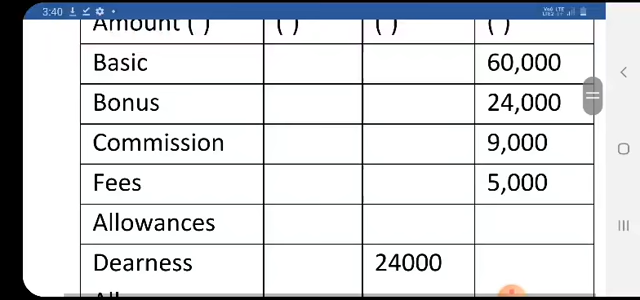 3:40
Amount ( ) ( ) ( ) ( )
Basic 60,000
Bonus 24,000
Commission 9,000
Fees 5,000
Allowances
Dearness 24000